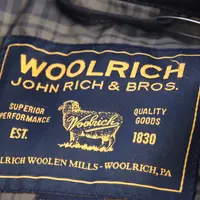 WOOLRICH
JOHN RICH & BROS.
SUPERIOR PERFORMANCE
QUALITY GOODS
Woolrich
EST.
1830
LRICH WOOLEN MILLS-WOOLRICH, PA